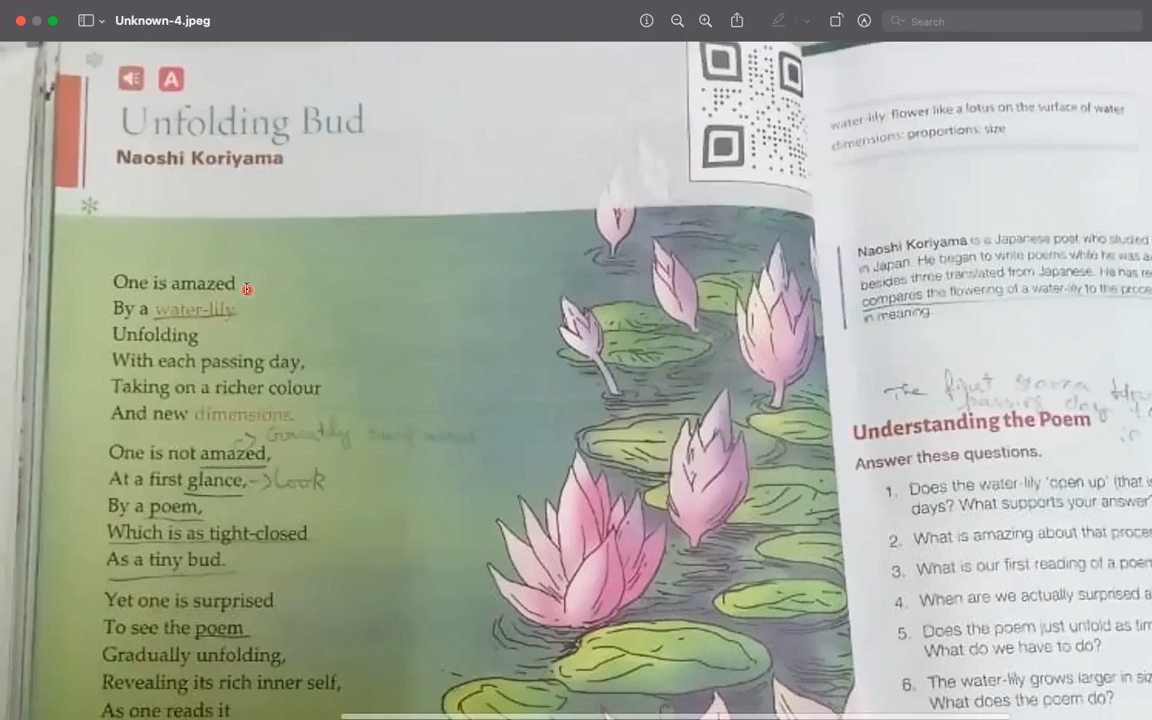 Unknown-4.jpeg
Search
A
Unfolding Bud
Naoshi Koriyama
One is amazed
By a water-lily
Unfolding
With each passing day,
Taking on a richer colour
And new dimensions.
Greatly
One is not amazed,
At a first glance, look
By a poem,
Which is as tight-closed
As a tiny bud.
Yet one is surprised
To see the poem
Gradually unfolding,
Revealing its rich inner self,
As one reads it
water-lily: flower like a lotus on the surface of water
dimensions: proportions: size
Naoshi Koriyama is a Japanese poet who studied
in Japan. He began to write poems while he was
besides three translated from Japanese. He has
compares the flowering of a water-lily to the
in meaning.
The first
passing day
Understanding the Poem
Answer these questions.
1. Does the water-lily 'open up' (that
days? What supports your answer
2. What is amazing about that
3. What is our first reading of a
4. When are we actually surprised
5. Does the poem just unfold as
What do we have to do?
6. The water-lily grows larger in
What does the poem do?